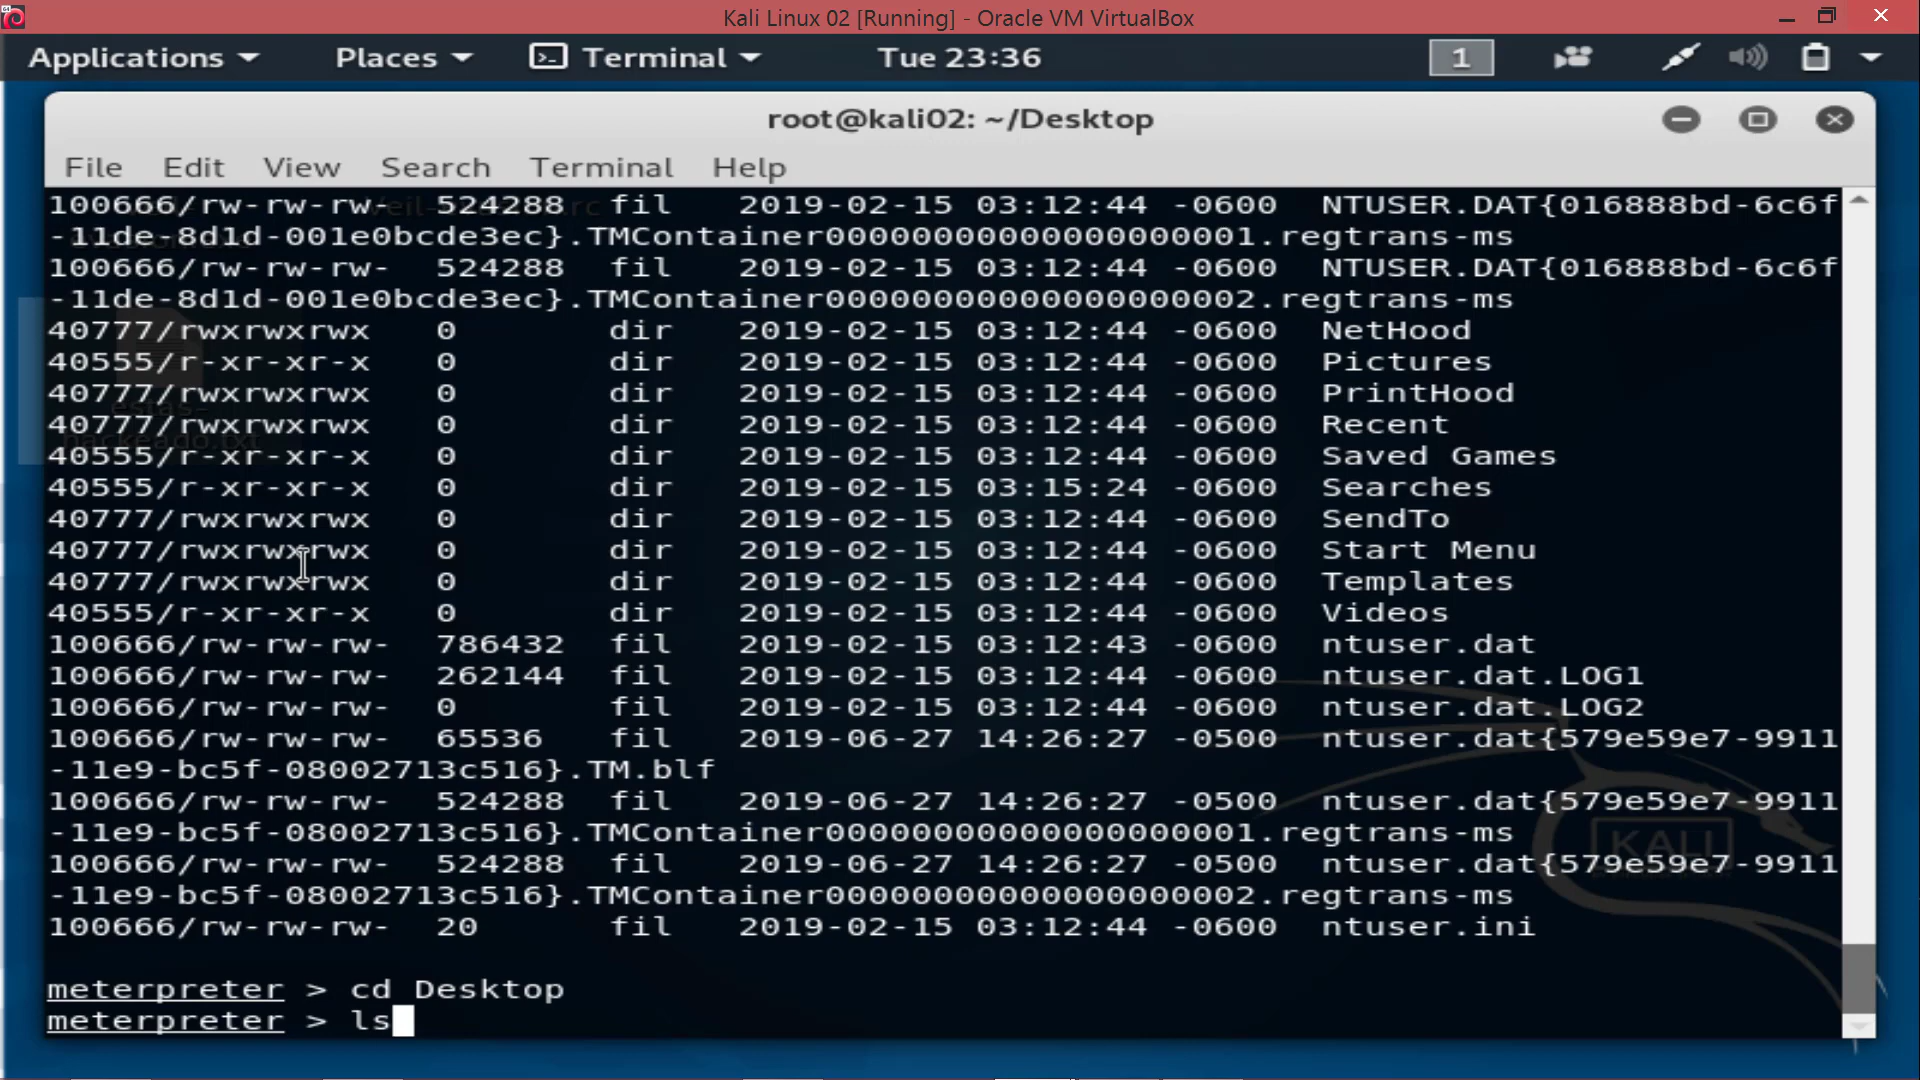 Kali Linux 02 [Running] - Oracle VM VirtualBox
Applications Places Terminal Tue 23:36 1
root@kali02: ~/Desktop
File Edit View Search Terminal Help
100666/rw-rw-rw- 524288 fil 2019-02-15 03:12:44 -0600 NTUSER.DAT{016888bd-6c6f
-11de-8d1d-001e0bcde3ec}.TMContainer00000000000000000001.regtrans-ms
100666/rw-rw-rw- 524288 fil 2019-02-15 03:12:44 -0600 NTUSER.DAT{016888bd-6c6f
-11de-8d1d-001e0bcde3ec}.TMContainer00000000000000000002.regtrans-ms
40777/rwxrwxrwx 0 dir 2019-02-15 03:12:44 -0600 NetHood
40555/r-xr-xr-x 0 dir 2019-02-15 03:12:44 -0600 Pictures
40777/rwxrwxrwx 0 dir 2019-02-15 03:12:44 -0600 PrintHood
40777/rwxrwxrwx 0 dir 2019-02-15 03:12:44 -0600 Recent
40555/r-xr-xr-x 0 dir 2019-02-15 03:12:44 -0600 Saved Games
40555/r-xr-xr-x 0 dir 2019-02-15 03:15:24 -0600 Searches
40777/rwxrwxrwx 0 dir 2019-02-15 03:12:44 -0600 SendTo
40777/rwxrwxrwx 0 dir 2019-02-15 03:12:44 -0600 Start Menu
40777/rwxrwxrwx 0 dir 2019-02-15 03:12:44 -0600 Templates
40555/r-xr-xr-x 0 dir 2019-02-15 03:12:44 -0600 Videos
100666/rw-rw-rw- 786432 fil 2019-02-15 03:12:43 -0600 ntuser.dat
100666/rw-rw-rw- 262144 fil 2019-02-15 03:12:44 -0600 ntuser.dat.LOG1
100666/rw-rw-rw- 0 fil 2019-02-15 03:12:44 -0600 ntuser.dat.LOG2
100666/rw-rw-rw- 65536 fil 2019-06-27 14:26:27 -0500 ntuser.dat{579e59e7-9911
-11e9-bc5f-08002713c516}.TM.blf
100666/rw-rw-rw- 524288 fil 2019-06-27 14:26:27 -0500 ntuser.dat{579e59e7-9911
-11e9-bc5f-08002713c516}.TMContainer00000000000000000001.regtrans-ms
100666/rw-rw-rw- 524288 fil 2019-06-27 14:26:27 -0500 ntuser.dat{579e59e7-9911
-11e9-bc5f-08002713c516}.TMContainer00000000000000000002.regtrans-ms
100666/rw-rw-rw- 20 fil 2019-02-15 03:12:44 -0600 ntuser.ini
meterpreter > cd Desktop
meterpreter > ls
KALI